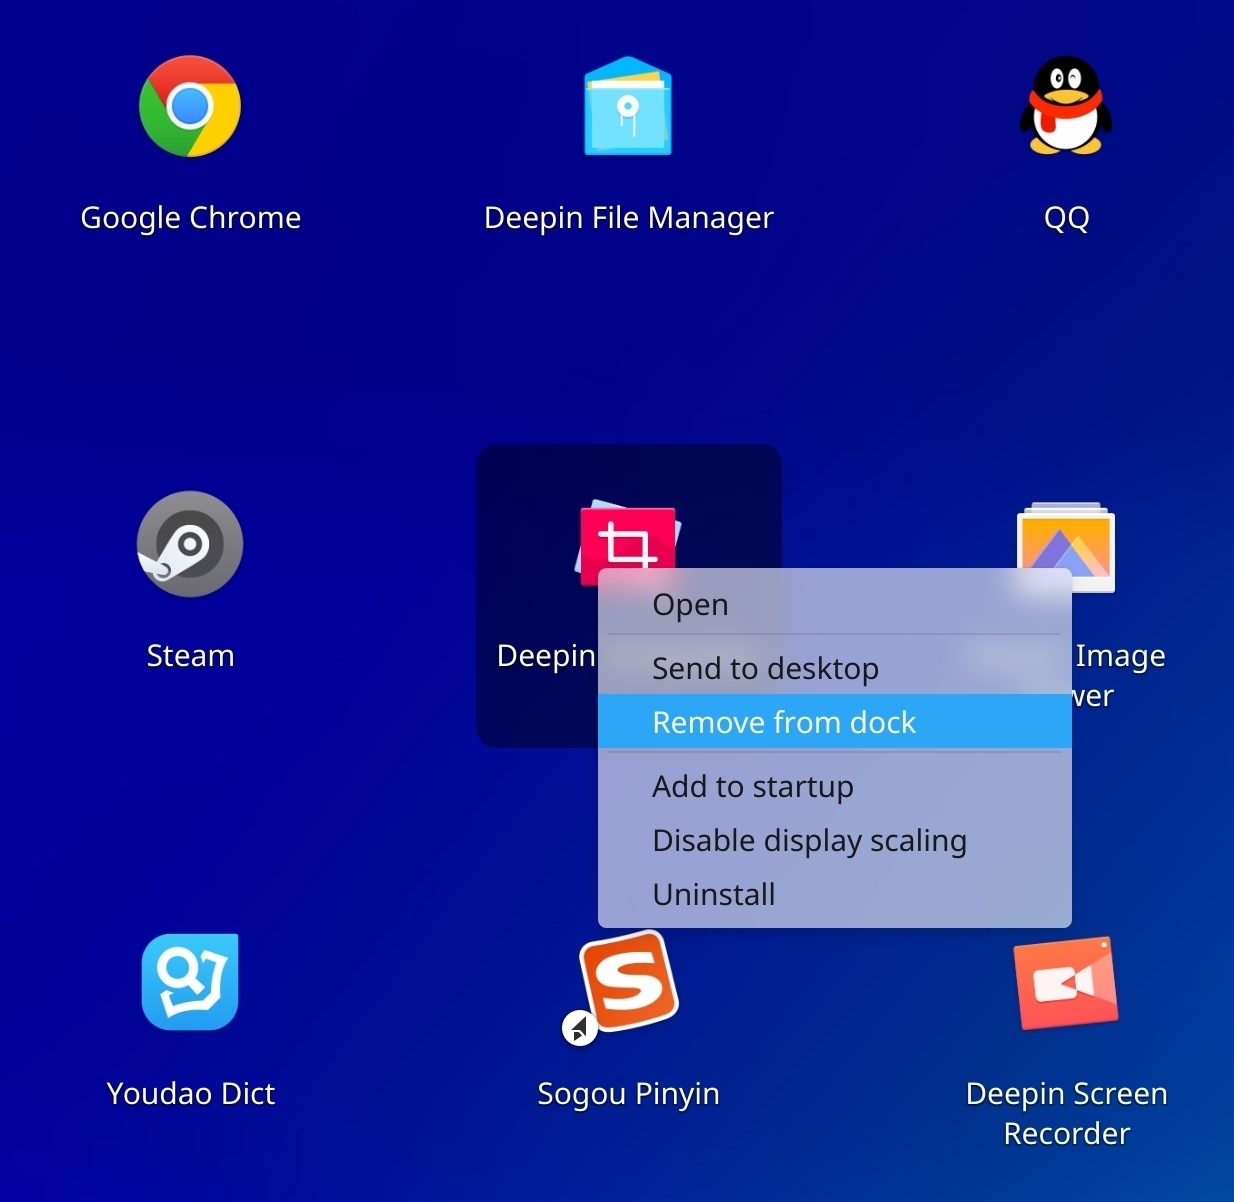 Google Chrome
Deepin File Manager
QQ
Steam
Deepin
Image
Open
Send to desktop
Remove from dock
Add to startup
Disable display scaling
Uninstall
Youdao Dict
Sogou Pinyin
Deepin Screen
Recorder